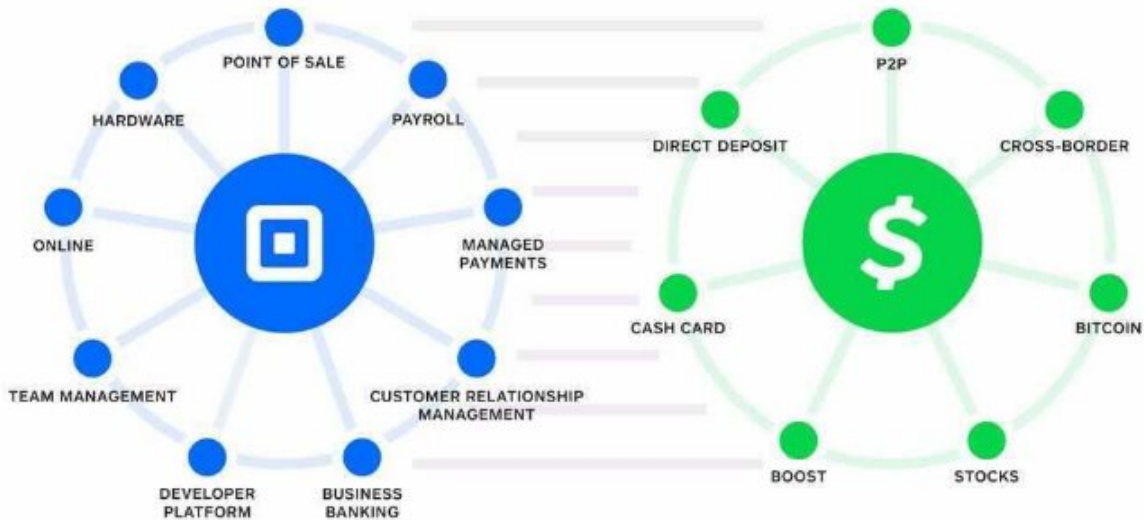 POINT OF SALE
PAYROLL
MANAGED
PAYMENTS
CUSTOMER RELATIONSHIP
MANAGEMENT
BUSINESS
BANKING
DEVELOPER
PLATFORM
TEAM MANAGEMENT
ONLINE
HARDWARE
$
P2P
CROSS-BORDER
BITCOIN
STOCKS
BOOST
CASH CARD
DIRECT DEPOSIT